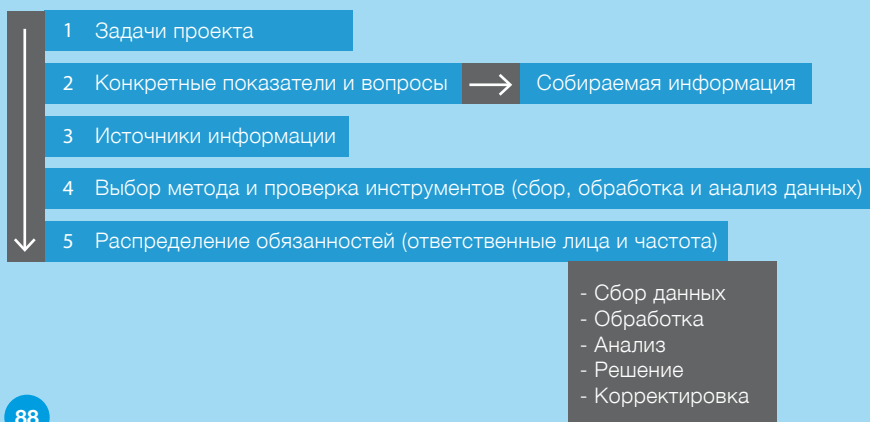 1 Задачи проекта
2 Конкретные показатели и вопросы → Собираемая информация
3 Источники информации
4 Выбор метода и проверка инструментов (сбор, обработка и анализ данных)
5 Распределение обязанностей (ответственные лица и частота)
- Сбор данных
- Обработка
- Анализ
- Решение
- Корректировка
88